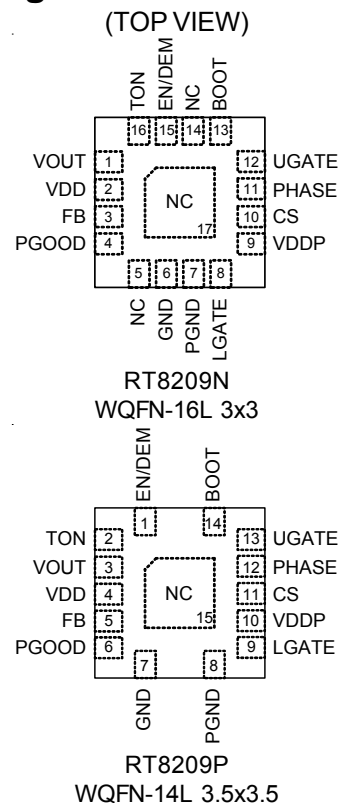 g
(TOP VIEW)
TON EN/DEM NC BOOT
16 15 14 13
VOUT 1 12 UGATE
VDD 2 11 PHASE
NC
FB 3 10 CS
17
PGOOD 4 9 VDDP
5 6 7 8
NC GND PGND LGATE
RT8209N
WQFN-16L 3x3
EN/DEM BOOT
1 14
TON 2 13 UGATE
VOUT 3 12 PHASE
VDD 4 NC 11 CS
FB 5 15 10 VDDP
PGOOD 6 9 LGATE
7 8
GND PGND
RT8209P
WQFN-14L 3.5x3.5